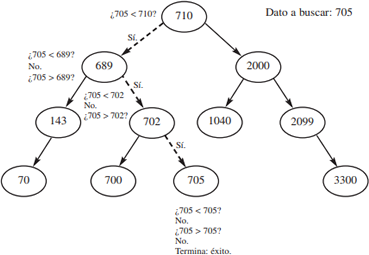 ¿705 < 710?
710
Dato a buscar: 705
Sí.
¿705 < 689?
No.
¿705 > 689?
689
2000
Sí.
¿705 < 702
No.
¿705 > 702?
143
702
1040
2099
Sí.
70
700
705
3300
¿705 < 705?
No.
¿705 > 705?
No.
Termina: éxito.